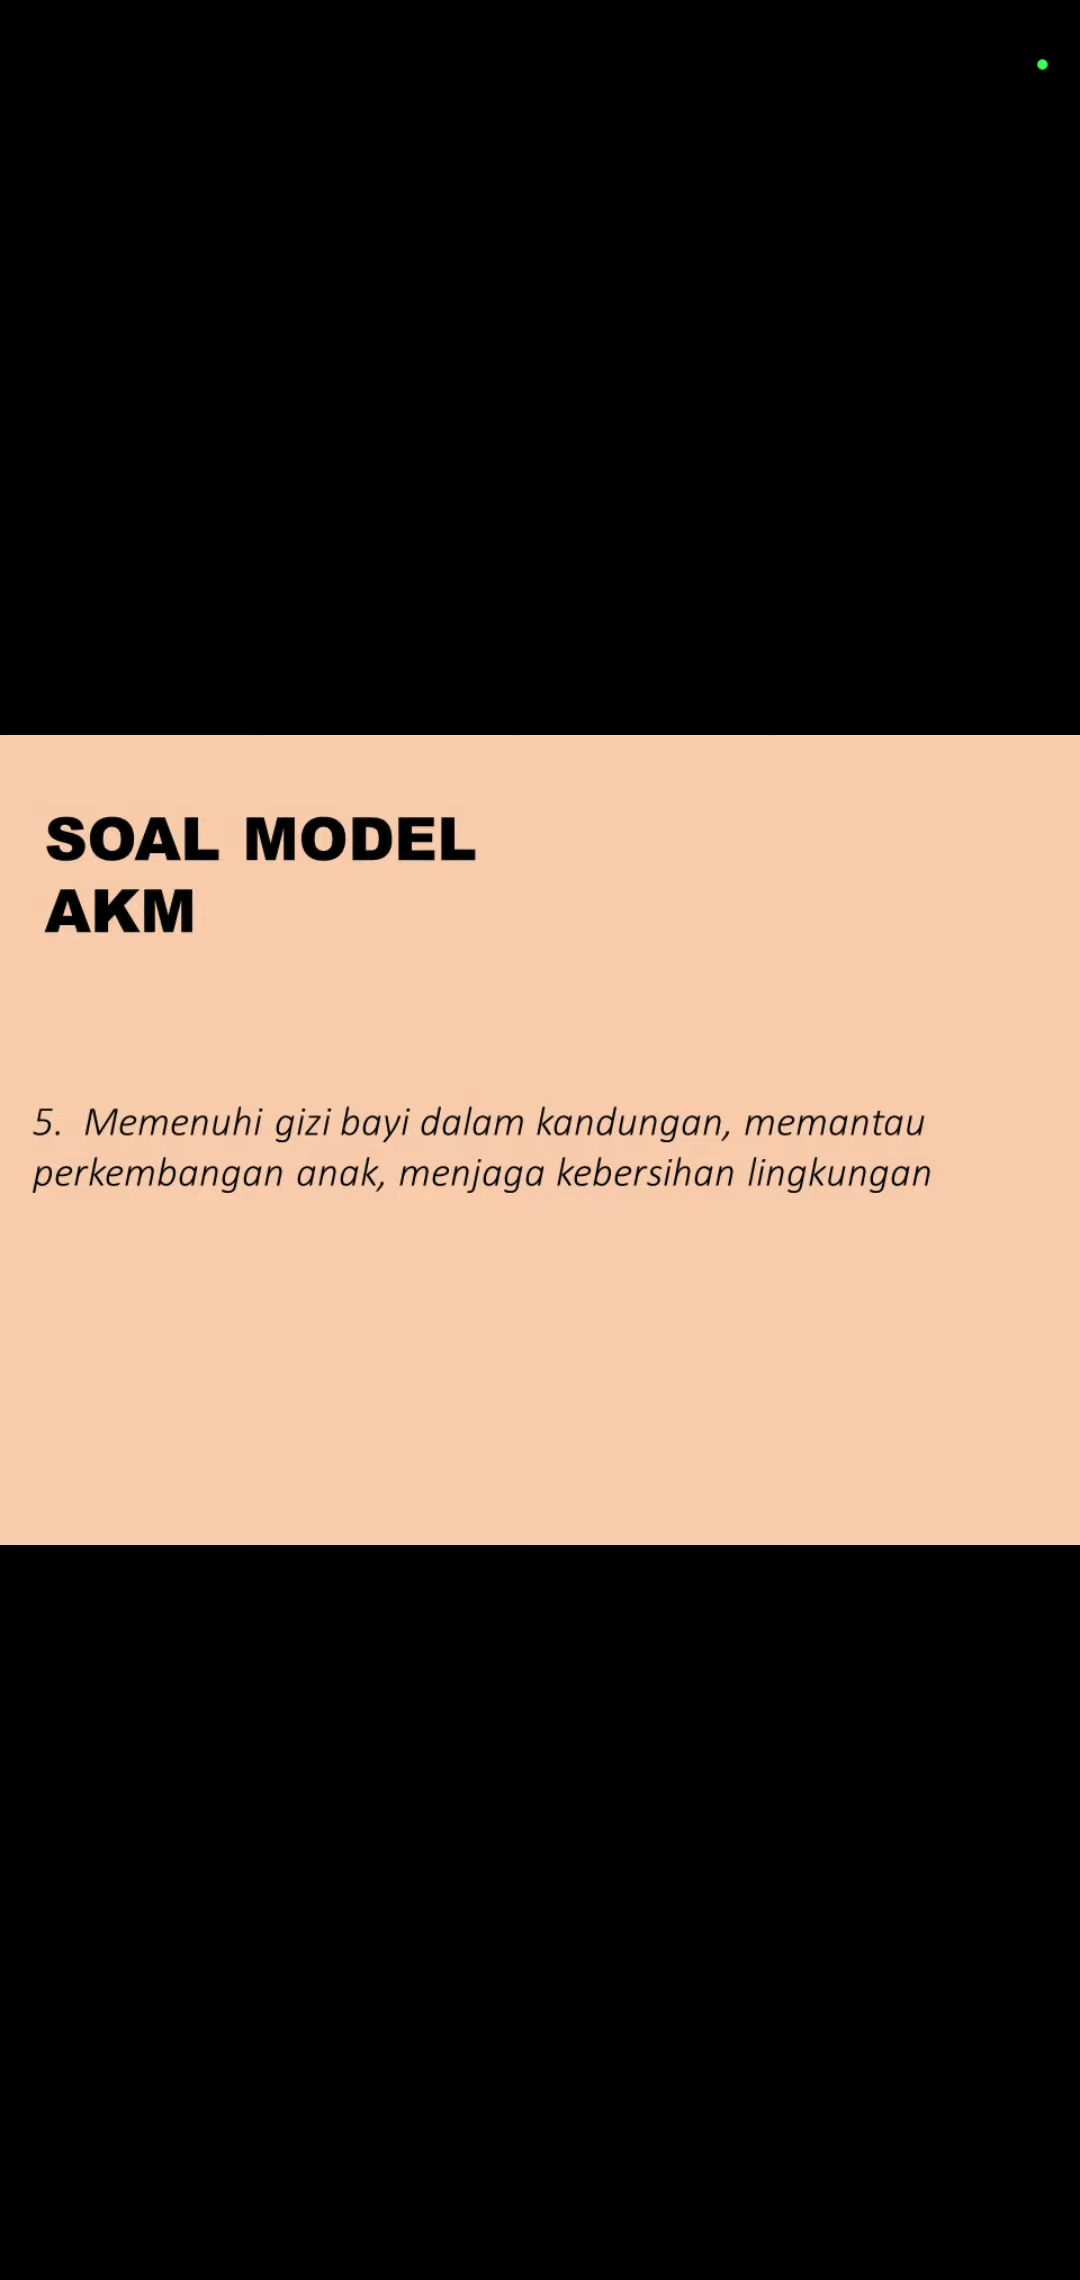 SOAL MODEL
AKM
5. Memenuhi gizi bayi dalam kandungan, memantau
perkembangan anak, menjaga kebersihan lingkungan